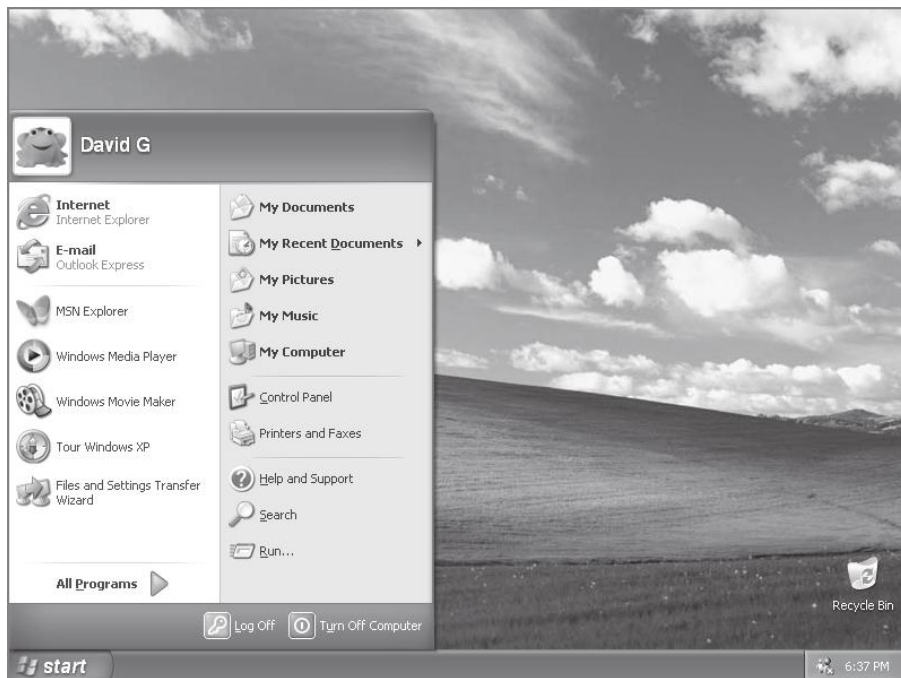 David G
Internet
Internet Explorer
E-mail
Outlook Express
MSN Explorer
Windows Media Player
Windows Movie Maker
Tour Windows XP
Files and Settings Transfer
Wizard
All Programs
My Documents
My Recent Documents
My Pictures
My Music
My Computer
Control Panel
Printers and Faxes
Help and Support
Search
Run...
Log Off
Turn Off Computer
Recycle Bin
start
6:37 PM